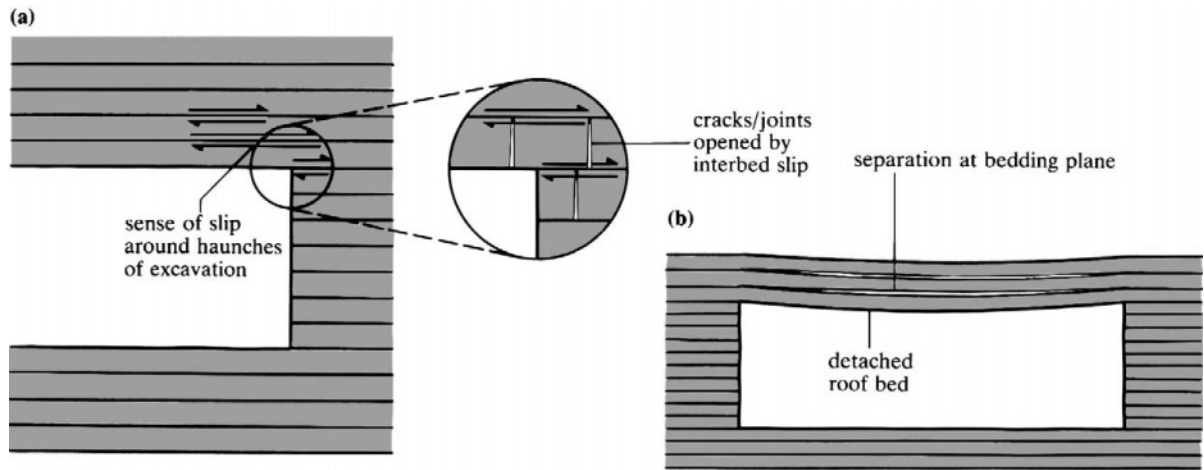 (a)
cracks/joints
opened by
interbed slip
sense of slip
around haunches
of excavation
separation at bedding plane
(b)
detached
roof bed